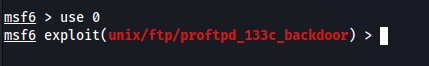 msf6 > use 0
msf6 exploit(unix/ftp/proftpd_133c_backdoor) >